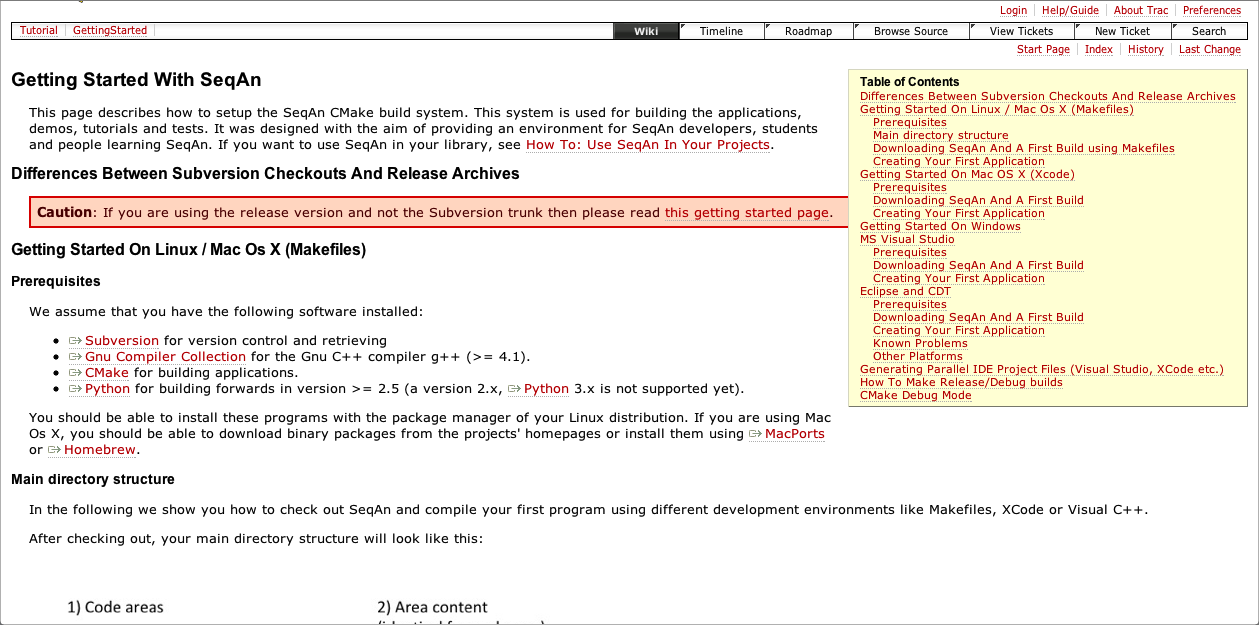 Login Help/Guide About Trac Preferences
Tutorial GettingStarted Wiki Timeline Roadmap Browse Source View Tickets New Ticket Search
Start Page Index History Last Change
Getting Started With SeqAn
This page describes how to setup the SeqAn CMake build system. This system is used for building the applications,
demos, tutorials and tests. It was designed with the aim of providing an environment for SeqAn developers, students
and people learning SeqAn. If you want to use SeqAn in your library, see How To: Use SeqAn In Your Projects.
Differences Between Subversion Checkouts And Release Archives
Caution: If you are using the release version and not the Subversion trunk then please read this getting started page.
Getting Started On Linux / Mac Os X (Makefiles)
Prerequisites
We assume that you have the following software installed:
Subversion for version control and retrieving
Gnu Compiler Collection for the Gnu C++ compiler g++ (>= 4.1).
CMake for building applications.
Python for building forwards in version >= 2.5 (a version 2.x, Python 3.x is not supported yet).
You should be able to install these programs with the package manager of your Linux distribution. If you are using Mac
Os X, you should be able to download binary packages from the projects' homepages or install them using MacPorts
or Homebrew.
Main directory structure
In the following we show you how to check out SeqAn and compile your first program using different development environments like Makefiles, XCode or Visual C++.
After checking out, your main directory structure will look like this:
1) Code areas
2) Area content
Table of Contents
Differences Between Subversion Checkouts And Release Archives
Getting Started On Linux / Mac Os X (Makefiles)
Prerequisites
Main directory structure
Downloading SeqAn And A First Build using Makefiles
Creating Your First Application
Getting Started On Mac OS X (Xcode)
Prerequisites
Downloading SeqAn And A First Build
Creating Your First Application
Getting Started On Windows
MS Visual Studio
Prerequisites
Downloading SeqAn And A First Build
Creating Your First Application
Eclipse and CDT
Prerequisites
Downloading SeqAn And A First Build
Creating Your First Application
Known Problems
Other Platforms
Generating Parallel IDE Project Files (Visual Studio, XCode etc.)
How To Make Release/Debug builds
CMake Debug Mode